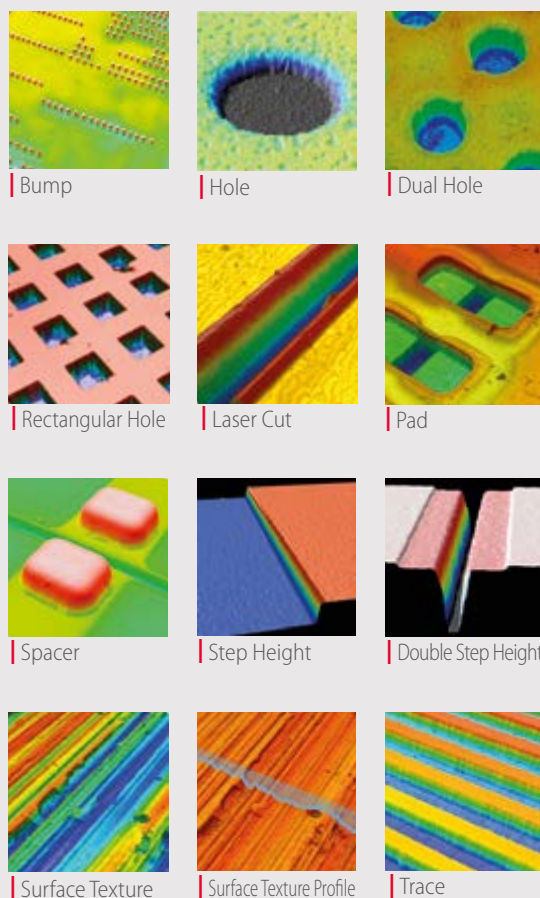 Bump
Hole
Dual Hole
Rectangular Hole
Laser Cut
Pad
Spacer
Step Height
Double Step Height
Surface Texture
Surface Texture Profile
Trace